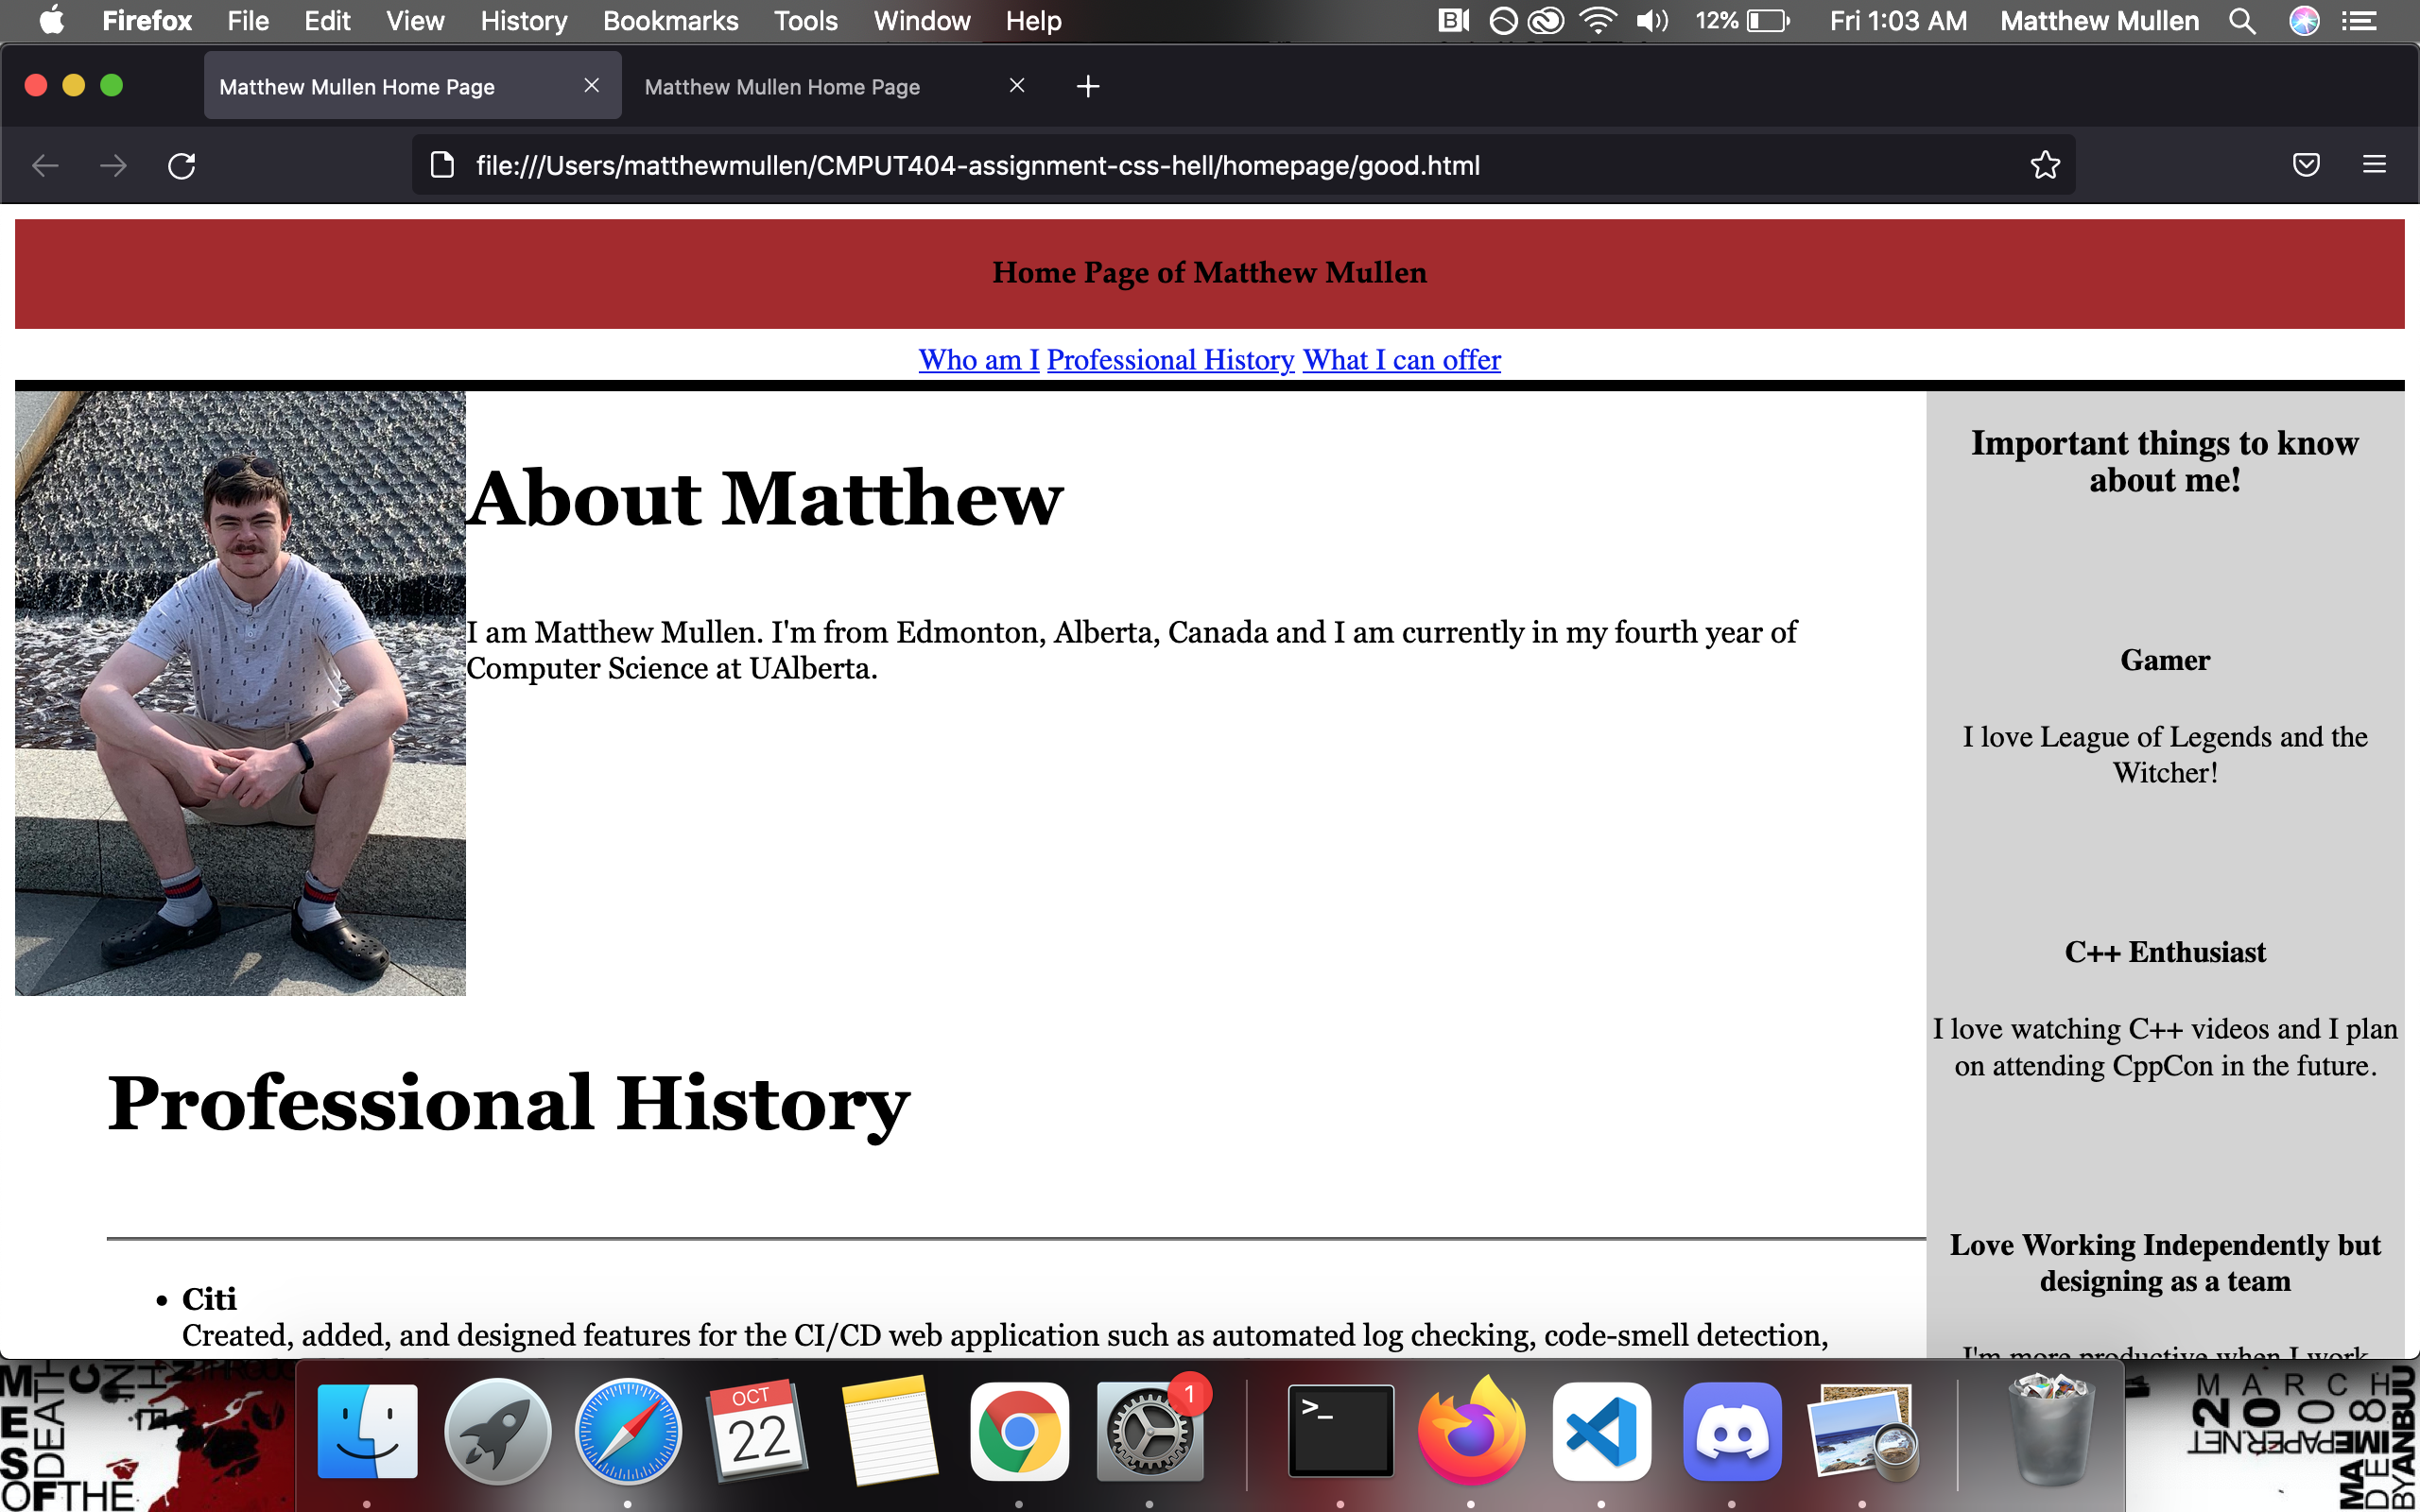 Firefox File Edit View History Bookmarks Tools Window Help 12% Fri 1:03 AM Matthew Mullen
Matthew Mullen Home Page Matthew Mullen Home Page
file:///Users/matthewmullen/CMPUT404-assignment-css-hell/homepage/good.html
Home Page of Matthew Mullen
Who am I Professional History What I can offer
About Matthew
I am Matthew Mullen. I'm from Edmonton, Alberta, Canada and I am currently in my fourth year of
Computer Science at UAlberta.
Professional History
• Citi
Created, added, and designed features for the CI/CD web application such as automated log checking, code-smell detection,
Important things to know
about me!
Gamer
I love League of Legends and the
Witcher!
C++ Enthusiast
I love watching C++ videos and I plan
on attending CppCon in the future.
Love Working Independently but
designing as a team
I'm more productive when I work
OCT
22
1
>_
DEATH
OFTHE
MARCH